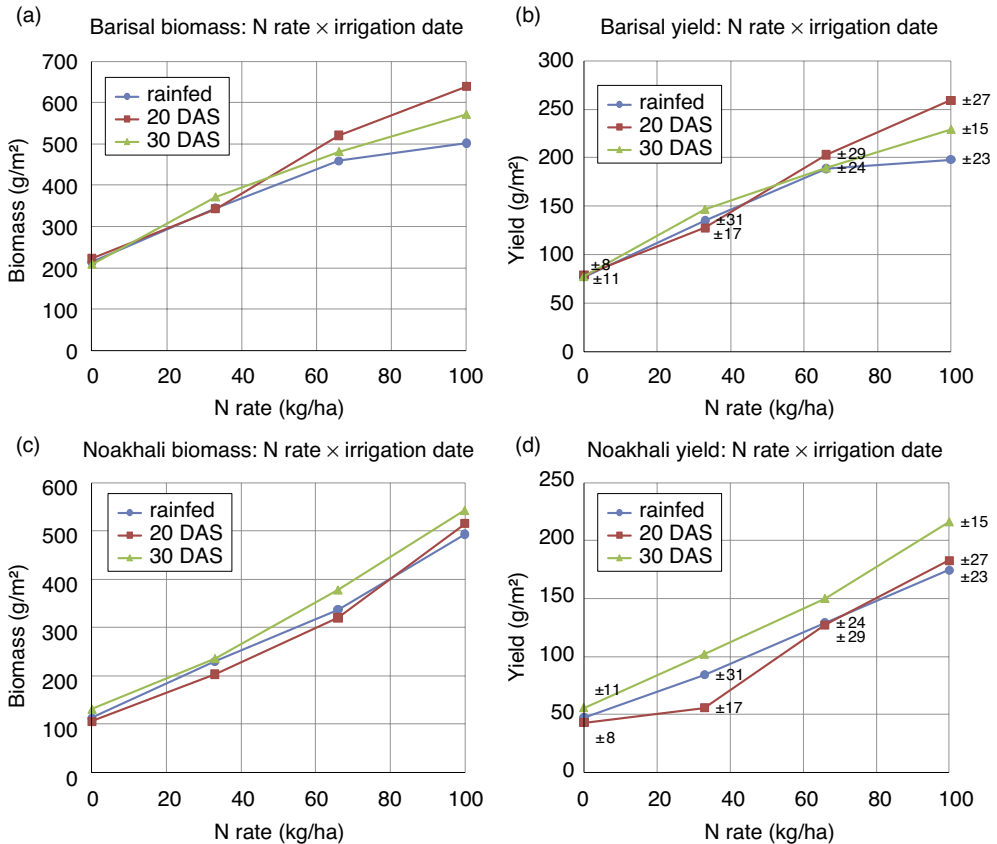 (a)
Barisal biomass: N rate × irrigation date
700
600
500
400
300
200
100
0
Biomass (g/m²)
rainfed
20 DAS
30 DAS
0 20 40 60 80 100
N rate (kg/ha)
(b)
Barisal yield: N rate × irrigation date
300
250
200
150
100
50
0
Yield (g/m²)
rainfed
20 DAS
30 DAS
±27
±15
±23
±29
±24
±31
±17
±8
±11
0 20 40 60 80 100
N rate (kg/ha)
(c)
Noakhali biomass: N rate × irrigation date
600
500
400
300
200
100
0
Biomass (g/m²)
rainfed
20 DAS
30 DAS
0 20 40 60 80 100
N rate (kg/ha)
(d)
Noakhali yield: N rate × irrigation date
250
200
150
100
50
0
Yield (g/m²)
rainfed
20 DAS
30 DAS
±15
±27
±23
±24
±29
±31
±17
±11
±8
0 20 40 60 80 100
N rate (kg/ha)